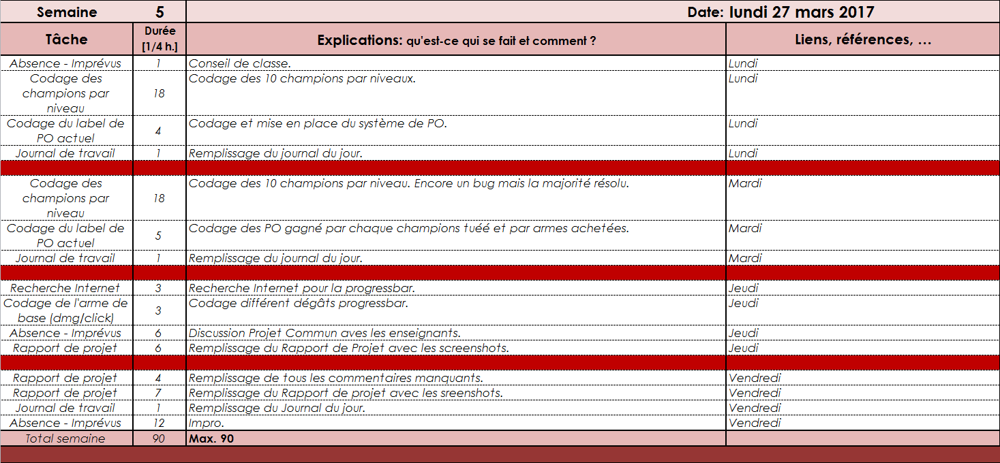 Semaine 5 Date: lundi 27 mars 2017
Tâche Durée [1/4 h.] Explications: qu'est-ce qui se fait et comment ? Liens, références, …
Absence - Imprévus 1 Conseil de classe. Lundi
Codage des champions par niveau 18 Codage des 10 champions par niveaux. Lundi
Codage du label de PO actuel 4 Codage et mise en place du système de PO. Lundi
Journal de travail 1 Remplissage du journal du jour. Lundi
Codage des champions par niveau 18 Codage des 10 champions par niveau. Encore un bug mais la majorité résolu. Mardi
Codage du label de PO actuel 5 Codage des PO gagné par chaque champions tuéé et par armes achetées. Mardi
Journal de travail 1 Remplissage du journal du jour. Mardi
Recherche Internet 3 Recherche Internet pour la progressbar. Jeudi
Codage de l'arme de base (dmg/click) 3 Codage différent dégâts progressbar. Jeudi
Absence - Imprévus 6 Discussion Projet Commun aves les enseignants. Jeudi
Rapport de projet 6 Remplissage du Rapport de Projet avec les screenshots. Jeudi
Rapport de projet 4 Remplissage de tous les commentaires manquants. Vendredi
Rapport de projet 7 Remplissage du Rapport de projet avec les sreenshots. Vendredi
Journal de travail 1 Remplissage du Journal du jour. Vendredi
Absence - Imprévus 12 Impro. Vendredi
Total semaine 90 Max. 90